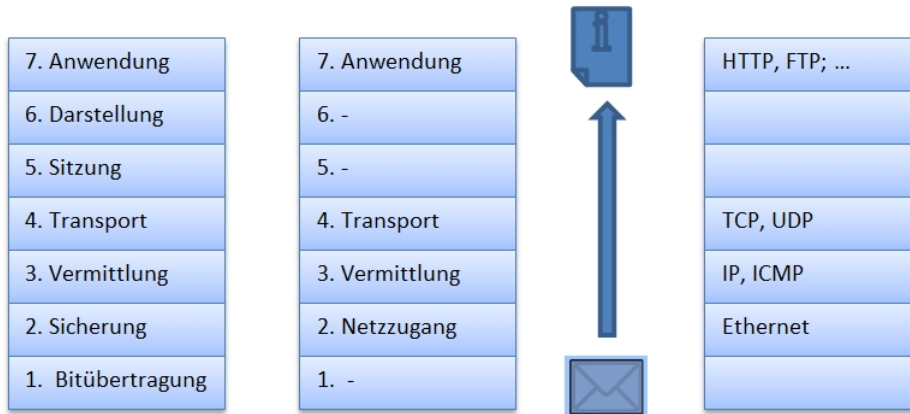 7. Anwendung
6. Darstellung
5. Sitzung
4. Transport
3. Vermittlung
2. Sicherung
1. Bitübertragung
7. Anwendung
6. -
5. -
4. Transport
3. Vermittlung
2. Netzzugang
1. -
i
HTTP, FTP; ...
TCP, UDP
IP, ICMP
Ethernet